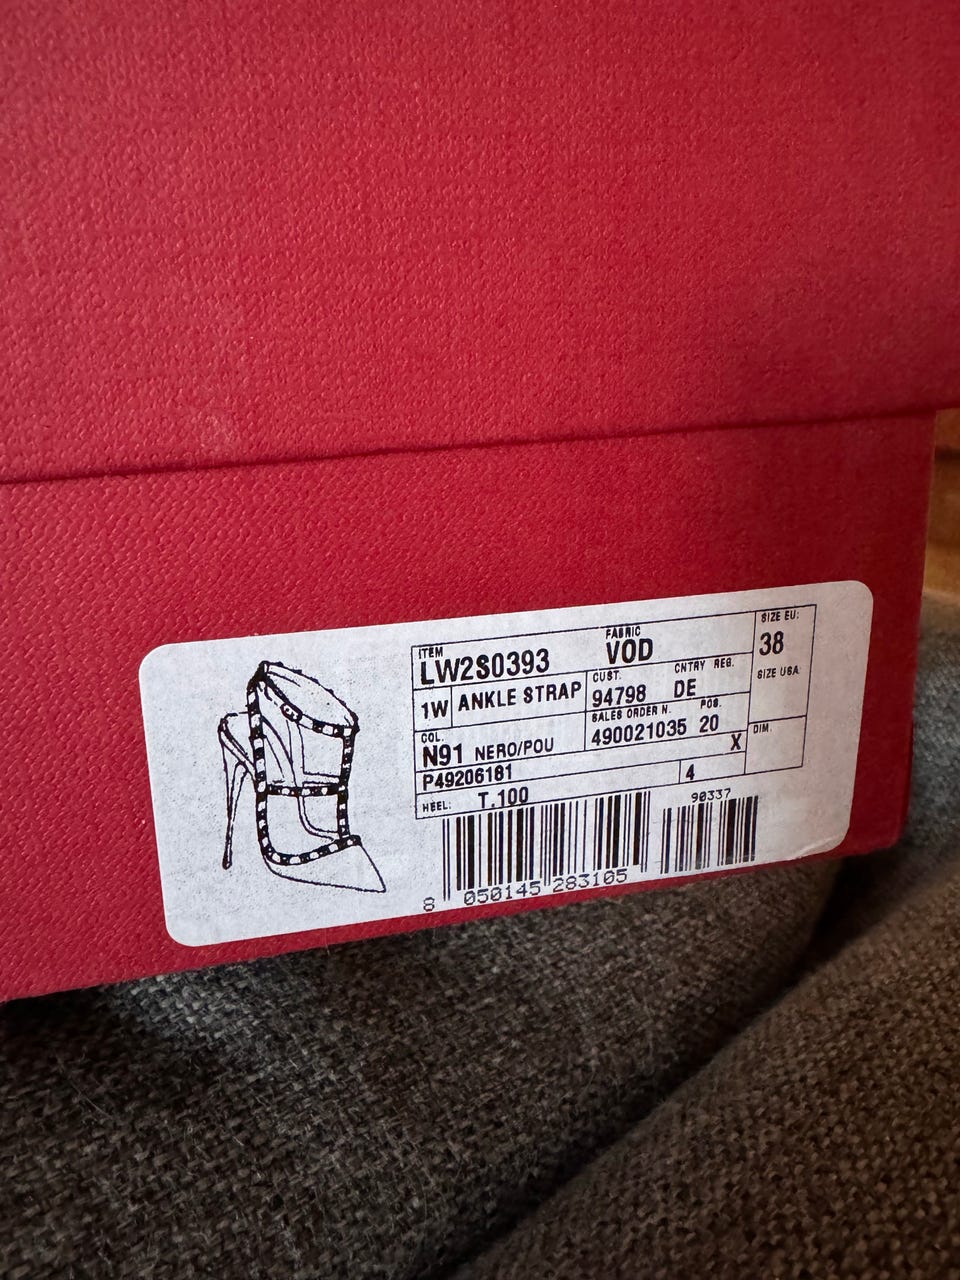 ITEM
LW2S0393
FABRIC
VOD
SIZE EU:
38
1W ANKLE STRAP
CUST.
94798
CNTRY REG.
DE
SIZE USA
COL.
N91 NERO/POU
SALES ORDER N.
490021035
POS.
20
X
DIM.
P49206181
4
HEEL: T.100
90337
8 050145 283105